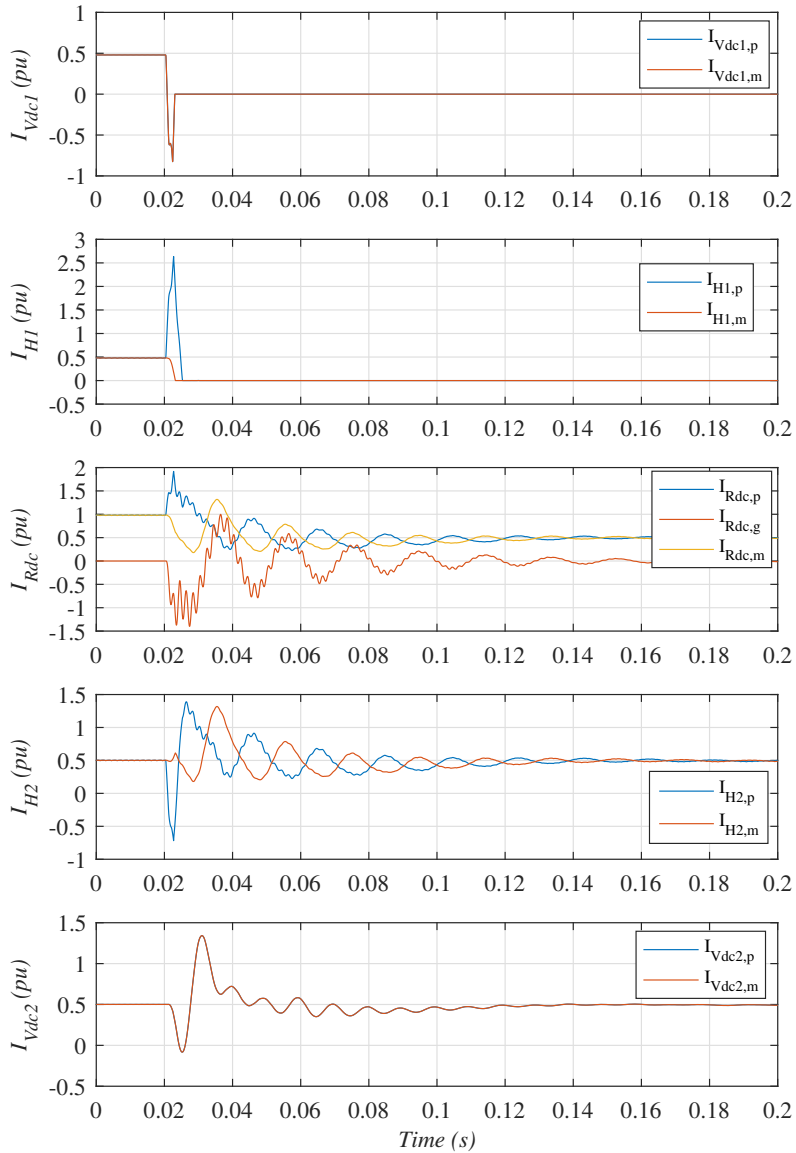 I_Vdc1 (pu)
1
0.5
0
-0.5
-1
I_Vdc1,p
I_Vdc1,m
0 0.02 0.04 0.06 0.08 0.1 0.12 0.14 0.16 0.18 0.2
I_H1 (pu)
3
2.5
2
1.5
1
0.5
0
-0.5
I_H1,p
I_H1,m
0 0.02 0.04 0.06 0.08 0.1 0.12 0.14 0.16 0.18 0.2
I_Rdc (pu)
2
1.5
1
0.5
0
-0.5
-1
-1.5
I_Rdc,p
I_Rdc,g
I_Rdc,m
0 0.02 0.04 0.06 0.08 0.1 0.12 0.14 0.16 0.18 0.2
I_H2 (pu)
1.5
1
0.5
0
-0.5
-1
I_H2,p
I_H2,m
0 0.02 0.04 0.06 0.08 0.1 0.12 0.14 0.16 0.18 0.2
I_Vdc2 (pu)
1.5
1
0.5
0
-0.5
I_Vdc2,p
I_Vdc2,m
0 0.02 0.04 0.06 0.08 0.1 0.12 0.14 0.16 0.18 0.2
Time (s)